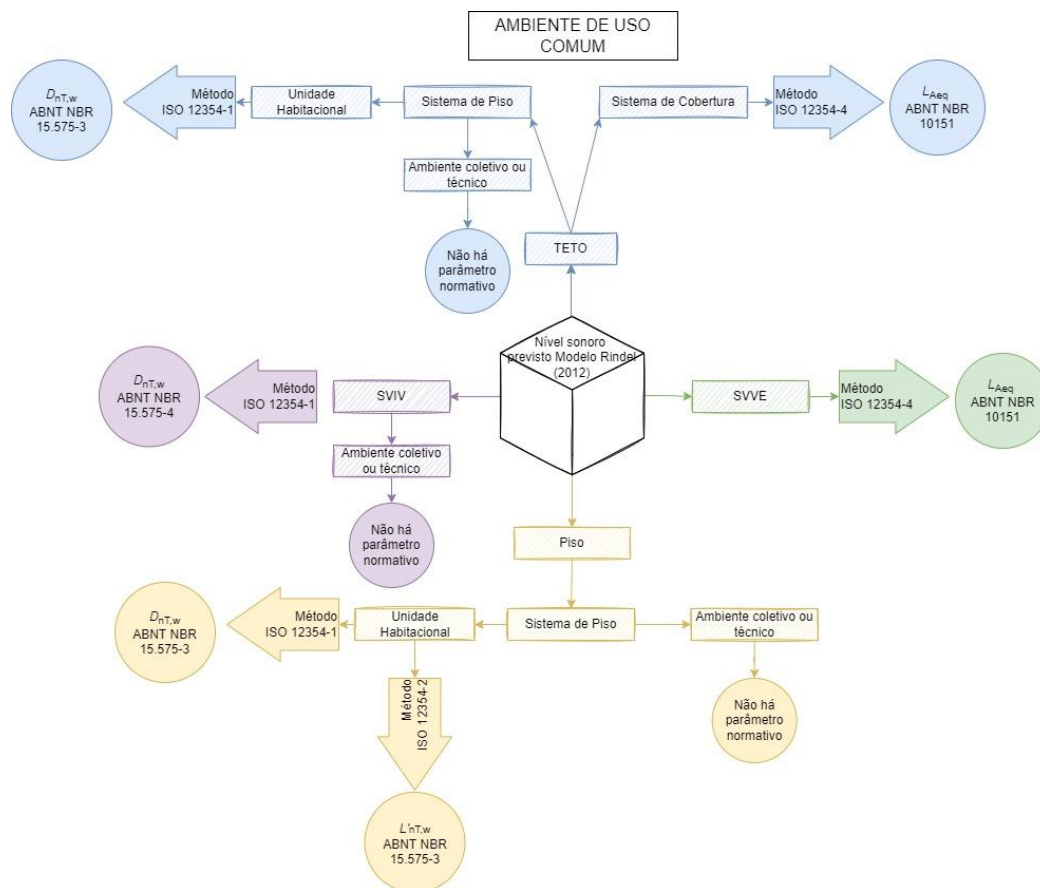 AMBIENTE DE USO
COMUM
D nT,w
ABNT NBR
15.575-3
Método
ISO 12354-1
Unidade
Habitacional
Sistema de Piso
Sistema de Cobertura
Método
ISO 12354-4
L Aeq
ABNT NBR
10151
Ambiente coletivo ou
técnico
Não há
parâmetro
normativo
TETO
Nível sonoro
previsto Modelo Rindel
(2012)
D nT,w
ABNT NBR
15.575-4
Método
ISO 12354-1
SVIV
SVVE
Método
ISO 12354-4
L Aeq
ABNT NBR
10151
Ambiente coletivo
ou técnico
Não há
parâmetro
normativo
Piso
D nT,w
ABNT NBR
15.575-3
Método
ISO 12354-1
Unidade
Habitacional
Sistema de Piso
Ambiente coletivo ou
técnico
Método
ISO 12354-2
Não há
parâmetro
normativo
L'nT,w
ABNT NBR
15.575-3